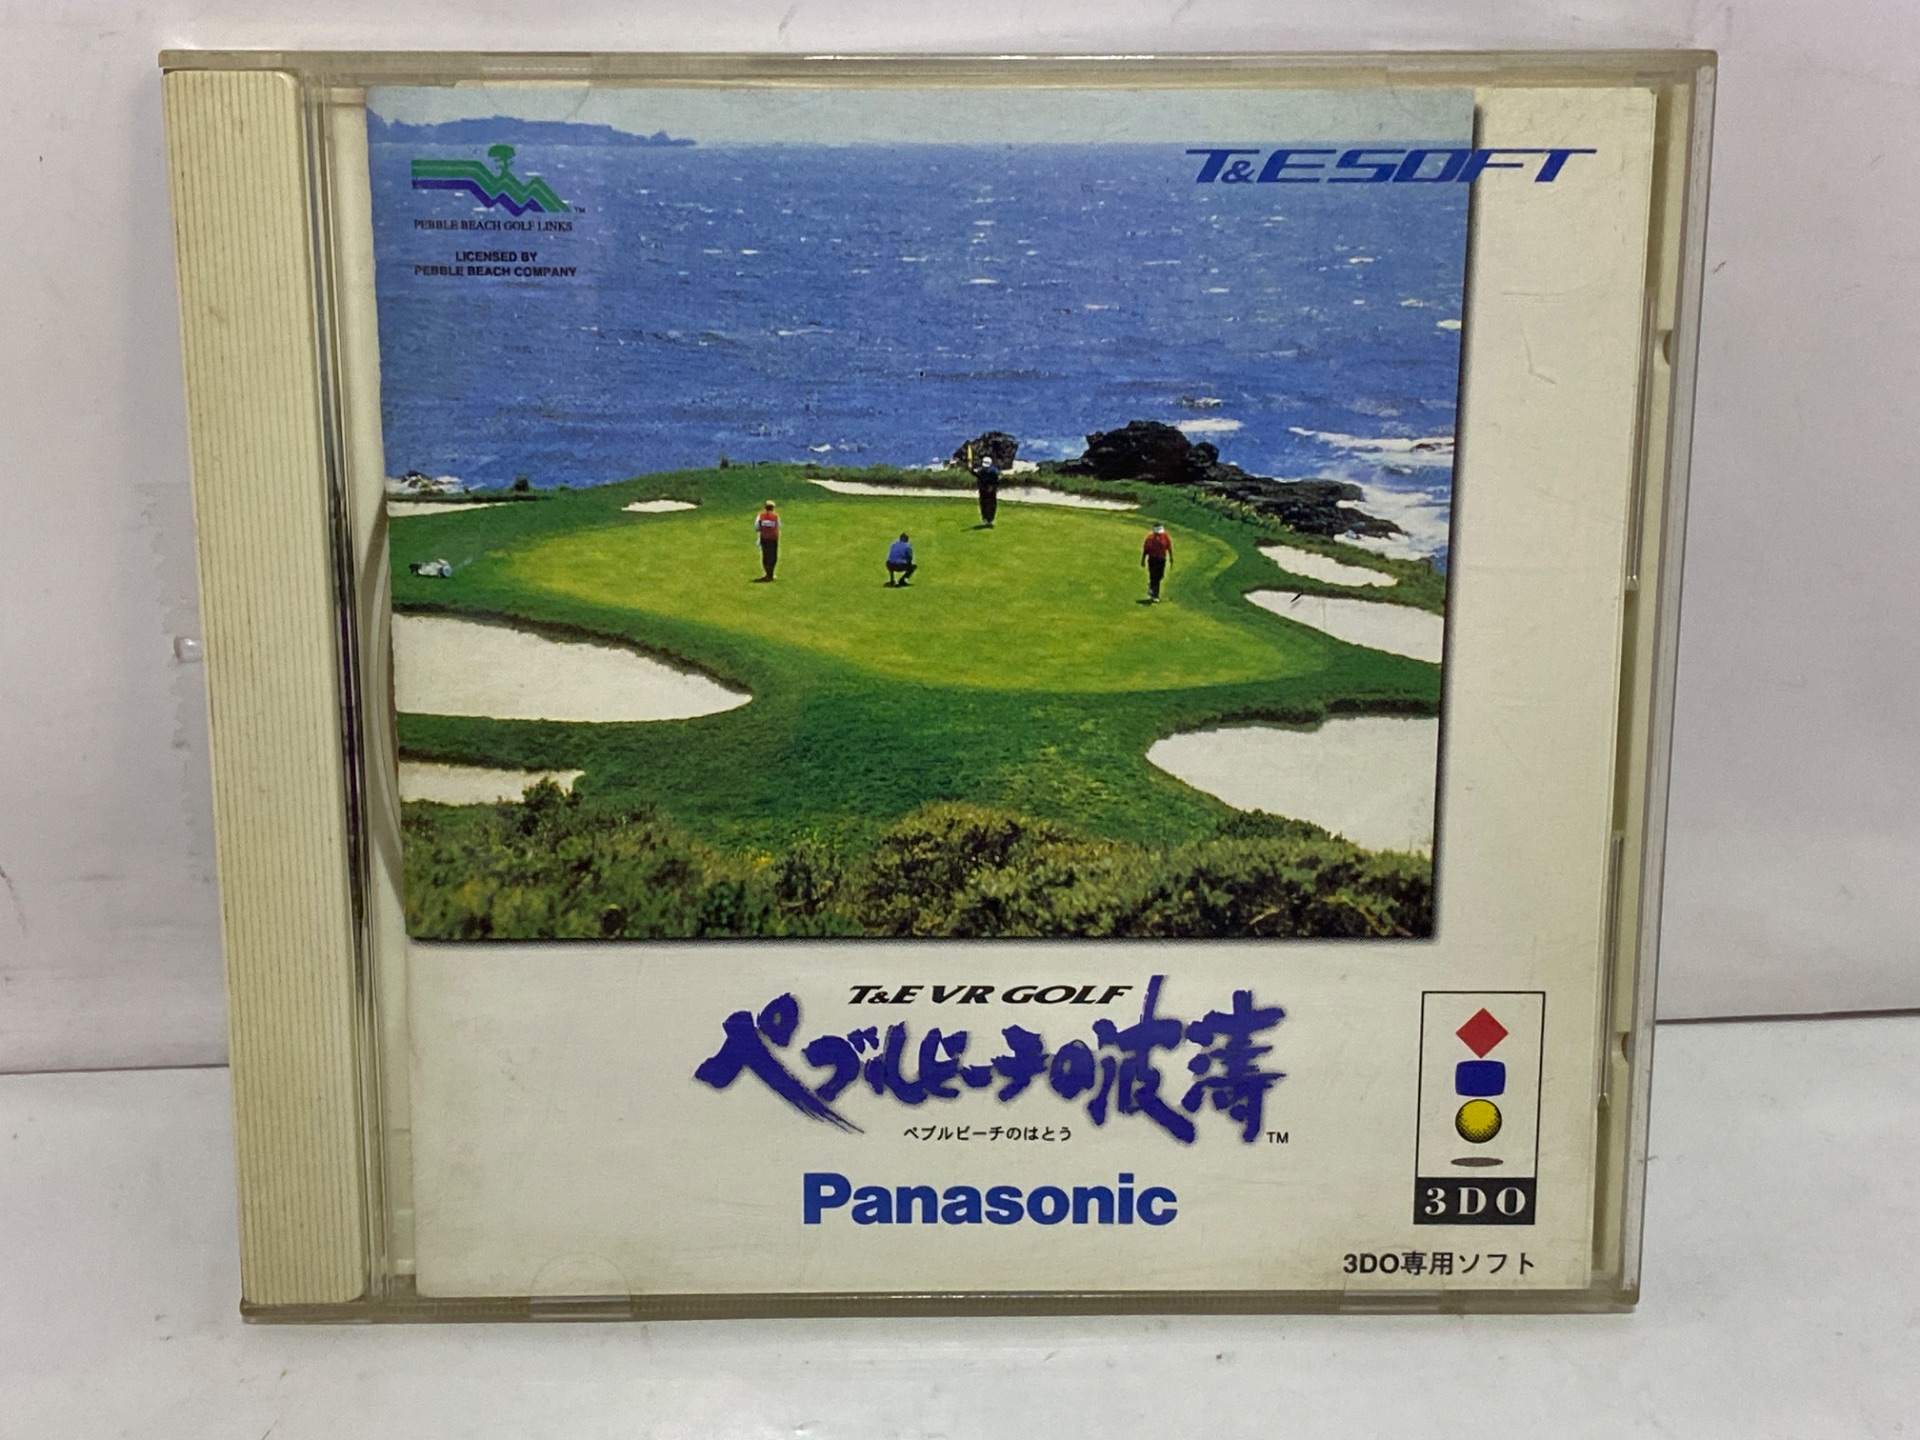 T&E SOFT
PEBBLE BEACH GOLF LINKS™
LICENSED BY
PEBBLE BEACH COMPANY
T&E VR GOLF
ペブルビーチの波濤
ペブルビーチのはとう
TM
Panasonic
3DO
3DO専用ソフト